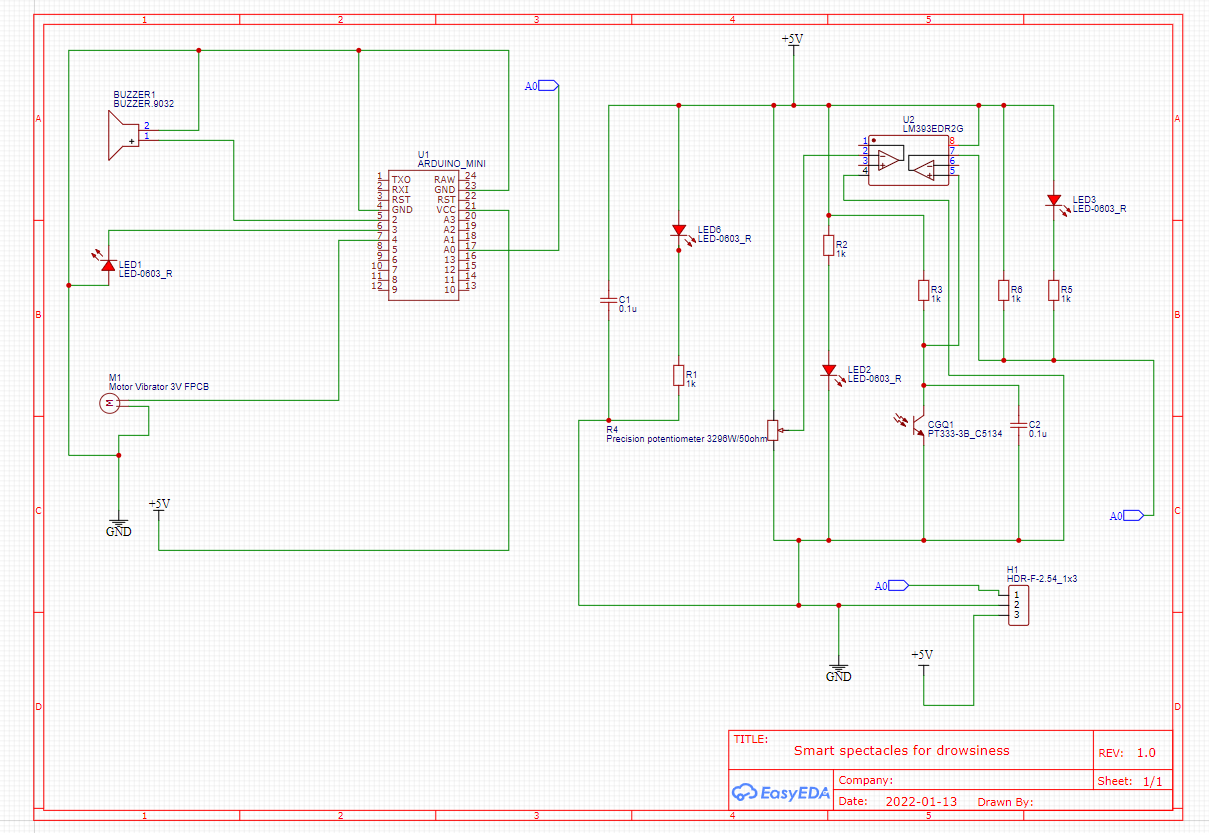 1 2 3 4 5
+5V
A0
BUZZER1
BUZZER.9032
A A
U2
LM393EDR2G
2
1
1 8
2 7
3 6
4 5
U1
ARDUINO_MINI
1 TXO RAW 24
2 RXI GND 23
3 RST RST 22
4 GND VCC 21
5 2 A3 20
6 3 A2 19
7 4 A1 18
8 5 A0 17
9 6 13 16
10 7 12 15
11 8 11 14
12 9 10 13
LED3
LED-0603_R
LED6
LED-0603_R
R2
1k
LED1
LED-0603_R
R3
1k
R6
1k
R5
1k
C1
0.1u
B B
M1
Motor Vibrator 3V FPCB
M
R1
1k
LED2
LED-0603_R
R4
Precision potentiometer 3296W/50ohm
CGQ1
PT333-3B_C5134
C2
0.1u
+5V
C C
A0
GND
H1
HDR-F-2.54_1x3
A0
1
2
3
+5V
GND
D D
TITLE:
Smart spectacles for drowsiness
REV: 1.0
EasyEDA
Company:
Sheet: 1/1
Date: 2022-01-13 Drawn By:
1 2 3 4 5